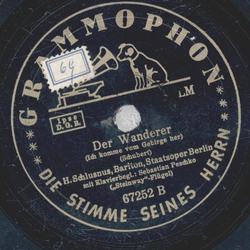 GRAMMOPHON
64
LM
Der Wanderer
(Ich komme vom Gebirge her)
(Schubert)
H. Schlusnus, Bariton, Staatsoper Berlin
mit Klavierbegl.: Sebastian Peschko
(„Steinway"-Flügel)
67252 B
DIE STIMME SEINES HERRN